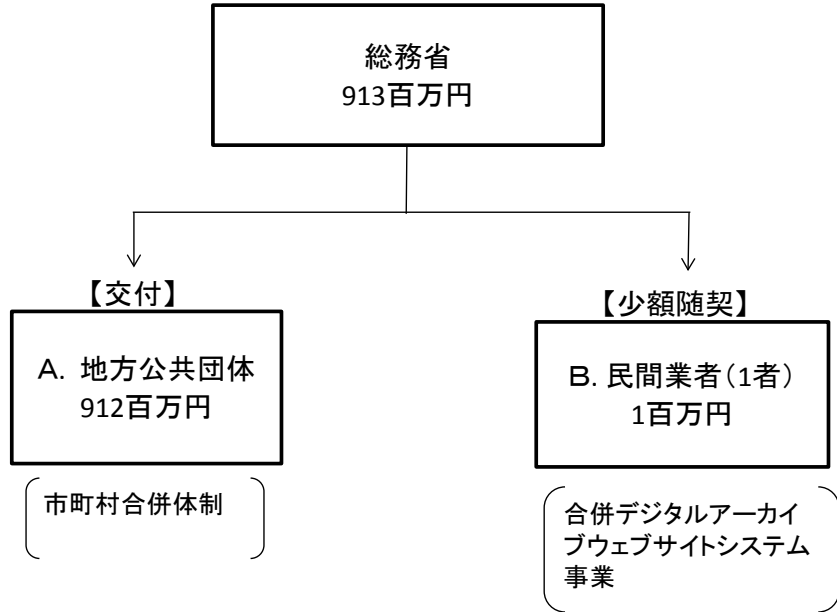 総務省
913百万円
【交付】
A. 地方公共団体
912百万円
市町村合併体制
【少額随契】
B. 民間業者(1者)
1百万円
合併デジタルアーカイ
ブウェブサイトシステム
事業